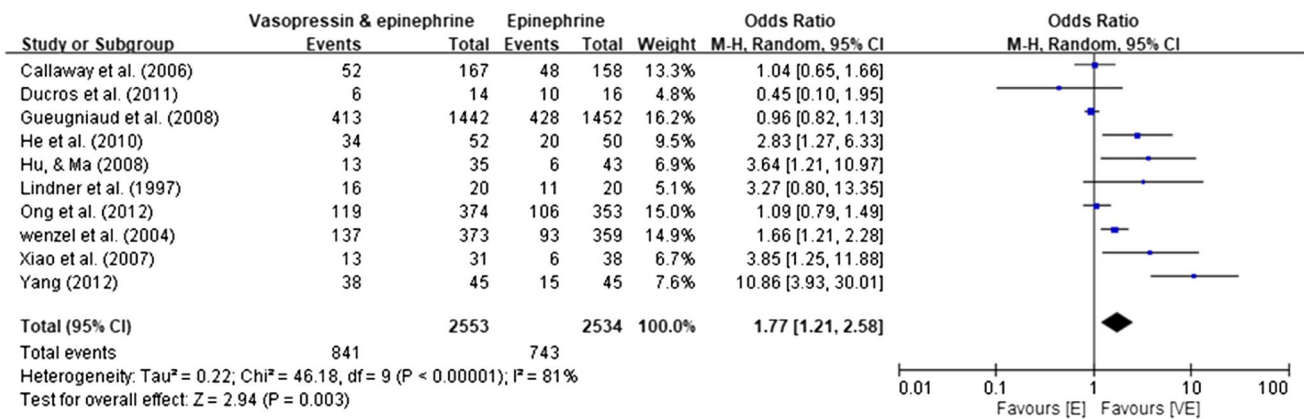 Vasopressin & epinephrine Epinephrine Odds Ratio Odds Ratio
Study or Subgroup Events Total Events Total Weight M-H, Random, 95% CI M-H, Random, 95% CI
Callaway et al. (2006) 52 167 48 158 13.3% 1.04 [0.65, 1.66]
Ducros et al. (2011) 6 14 10 16 4.8% 0.45 [0.10, 1.95]
Gueugniaud et al. (2008) 413 1442 428 1452 16.2% 0.96 [0.82, 1.13]
He et al. (2010) 34 52 20 50 9.5% 2.83 [1.27, 6.33]
Hu, & Ma (2008) 13 35 6 43 6.9% 3.64 [1.21, 10.97]
Lindner et al. (1997) 16 20 11 20 5.1% 3.27 [0.80, 13.35]
Ong et al. (2012) 119 374 106 353 15.0% 1.09 [0.79, 1.49]
wenzel et al. (2004) 137 373 93 359 14.9% 1.66 [1.21, 2.28]
Xiao et al. (2007) 13 31 6 38 6.7% 3.85 [1.25, 11.88]
Yang (2012) 38 45 15 45 7.6% 10.86 [3.93, 30.01]
Total (95% CI) 2553 2534 100.0% 1.77 [1.21, 2.58]
Total events 841 743
Heterogeneity: Tau² = 0.22; Chi² = 46.18, df = 9 (P < 0.00001); I² = 81%
Test for overall effect: Z = 2.94 (P = 0.003)
0.01 0.1 1 10 100
Favours [E] Favours [VE]